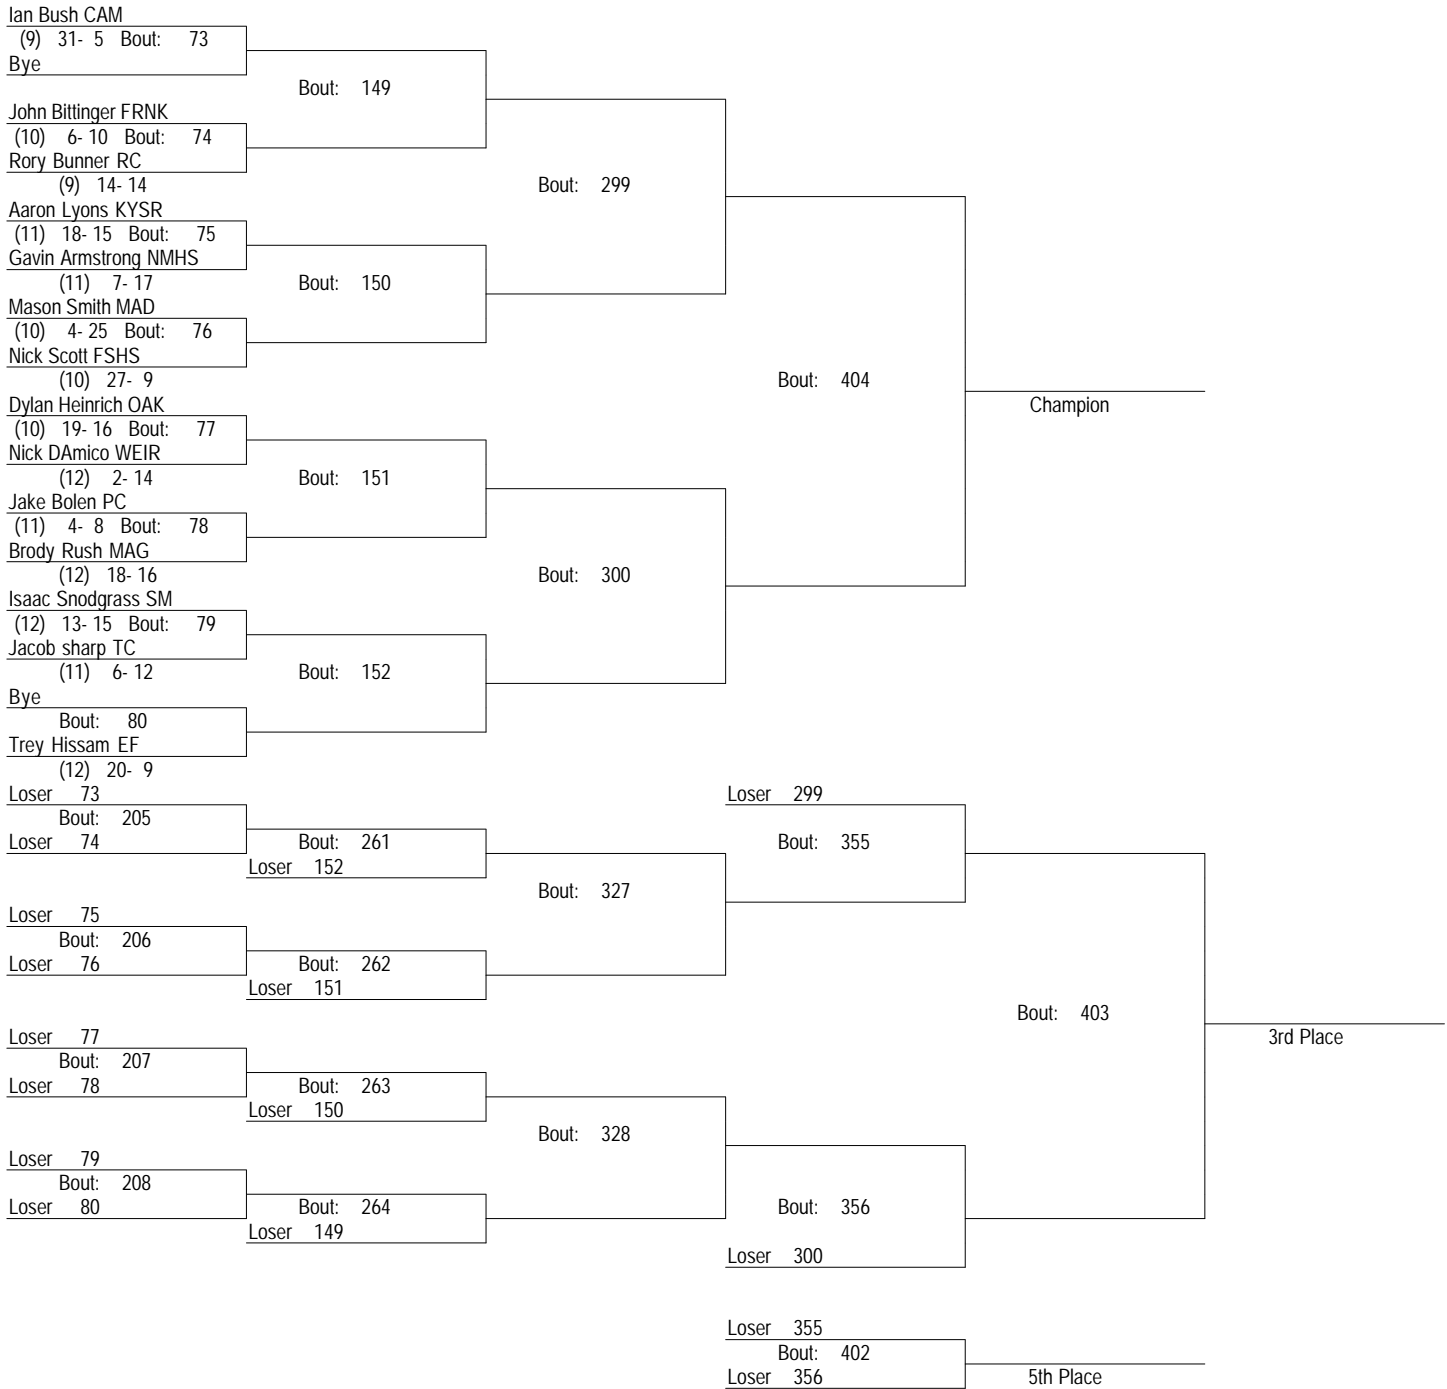 Ian Bush CAM
(9) 31- 5 Bout: 73
Bye
Bout: 149
John Bittinger FRNK
(10) 6- 10 Bout: 74
Rory Bunner RC
(9) 14- 14
Bout: 299
Aaron Lyons KYSR
(11) 18- 15 Bout: 75
Gavin Armstrong NMHS
(11) 7- 17
Bout: 150
Mason Smith MAD
(10) 4- 25 Bout: 76
Nick Scott FSHS
(10) 27- 9
Bout: 404
Dylan Heinrich OAK
Champion
(10) 19- 16 Bout: 77
Nick DAmico WEIR
(12) 2- 14
Bout: 151
Jake Bolen PC
(11) 4- 8 Bout: 78
Brody Rush MAG
(12) 18- 16
Bout: 300
Isaac Snodgrass SM
(12) 13- 15 Bout: 79
Jacob sharp TC
(11) 6- 12
Bout: 152
Bye
Bout: 80
Trey Hissam EF
(12) 20- 9
Loser 73
Loser 299
Bout: 205
Loser 74
Bout: 261
Bout: 355
Loser 152
Bout: 327
Loser 75
Bout: 206
Loser 76
Bout: 262
Loser 151
Bout: 403
Loser 77
3rd Place
Bout: 207
Loser 78
Bout: 263
Loser 150
Bout: 328
Loser 79
Bout: 208
Loser 80
Bout: 264
Bout: 356
Loser 149
Loser 300
Loser 355
Bout: 402
Loser 356
5th Place